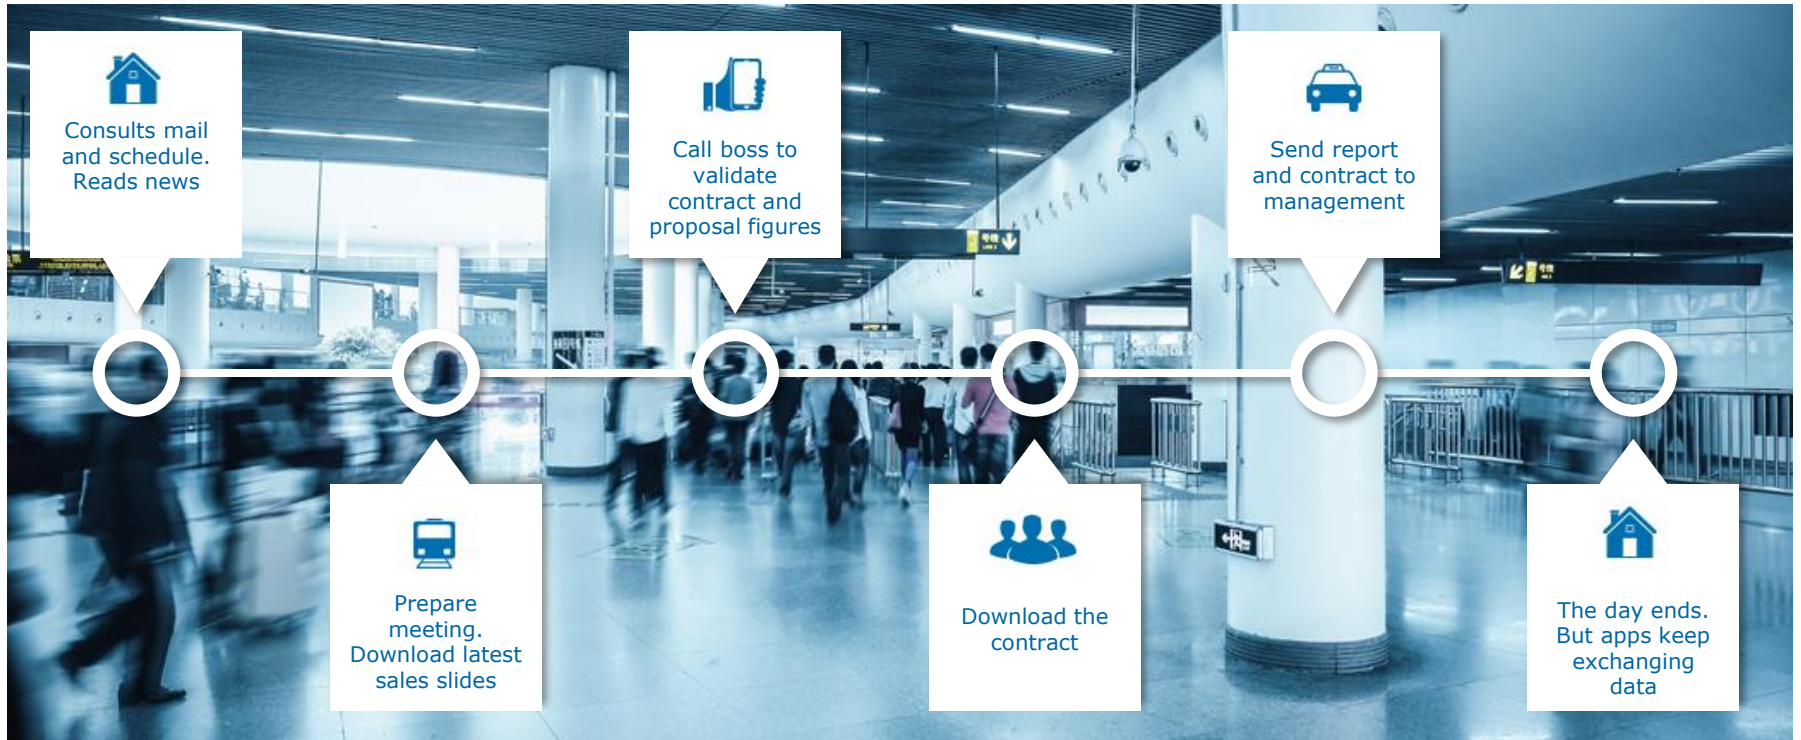 Consults mail
and schedule.
Reads news
Prepare
meeting.
Download latest
sales slides
Call boss to
validate
contract and
proposal figures
Download the
contract
Send report
and contract to
management
The day ends.
But apps keep
exchanging
data